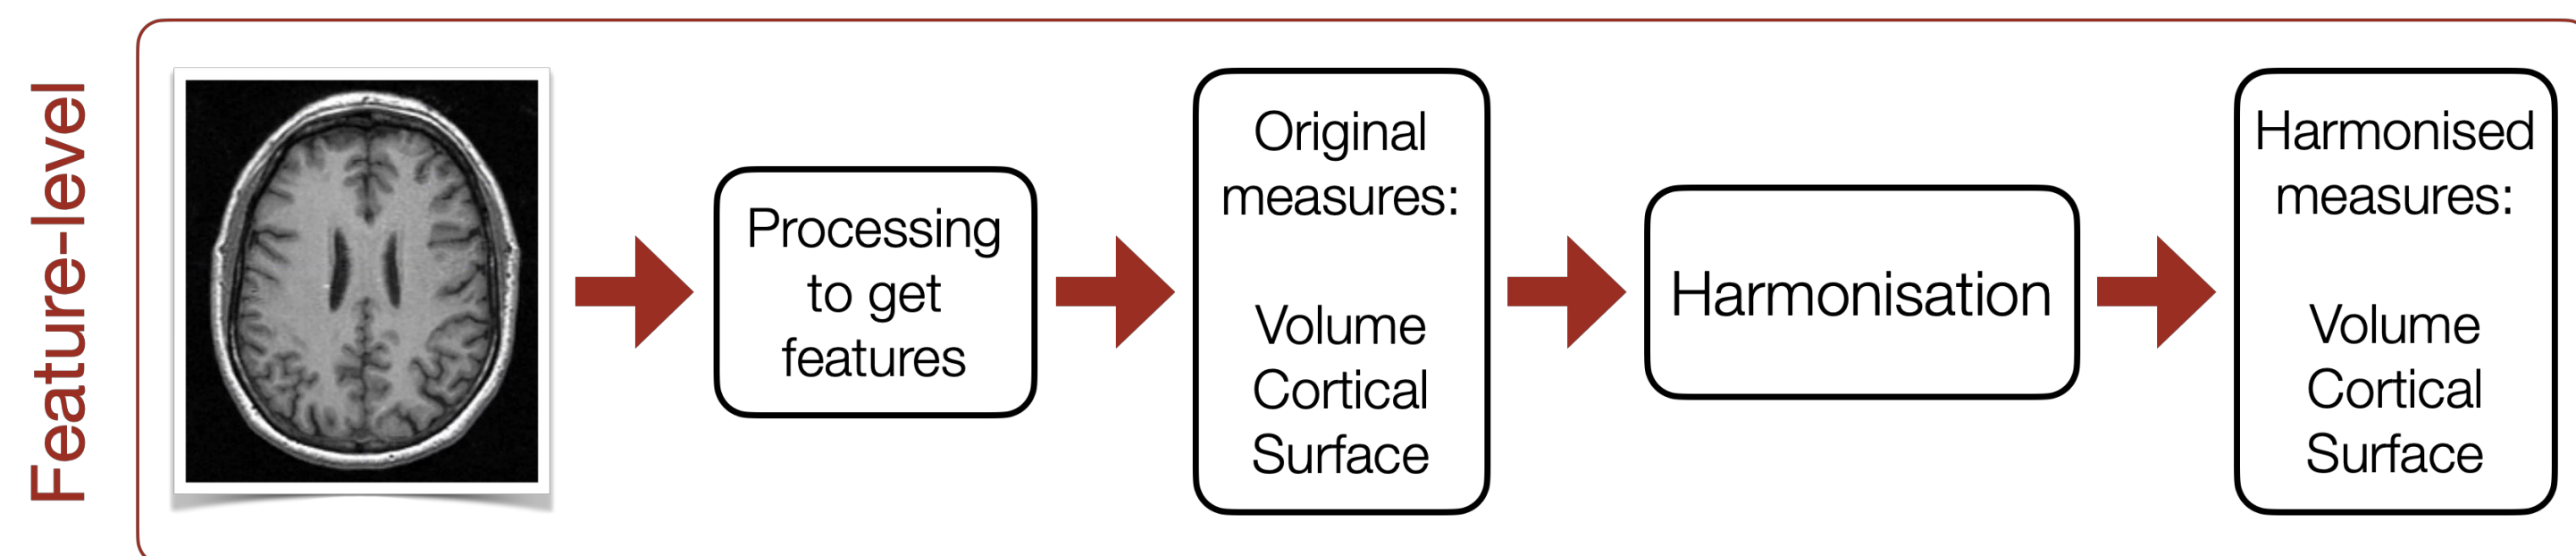 Feature-level
Processing
to get
features
Original
measures:
Volume
Cortical
Surface
Harmonisation
Harmonised
measures:
Volume
Cortical
Surface